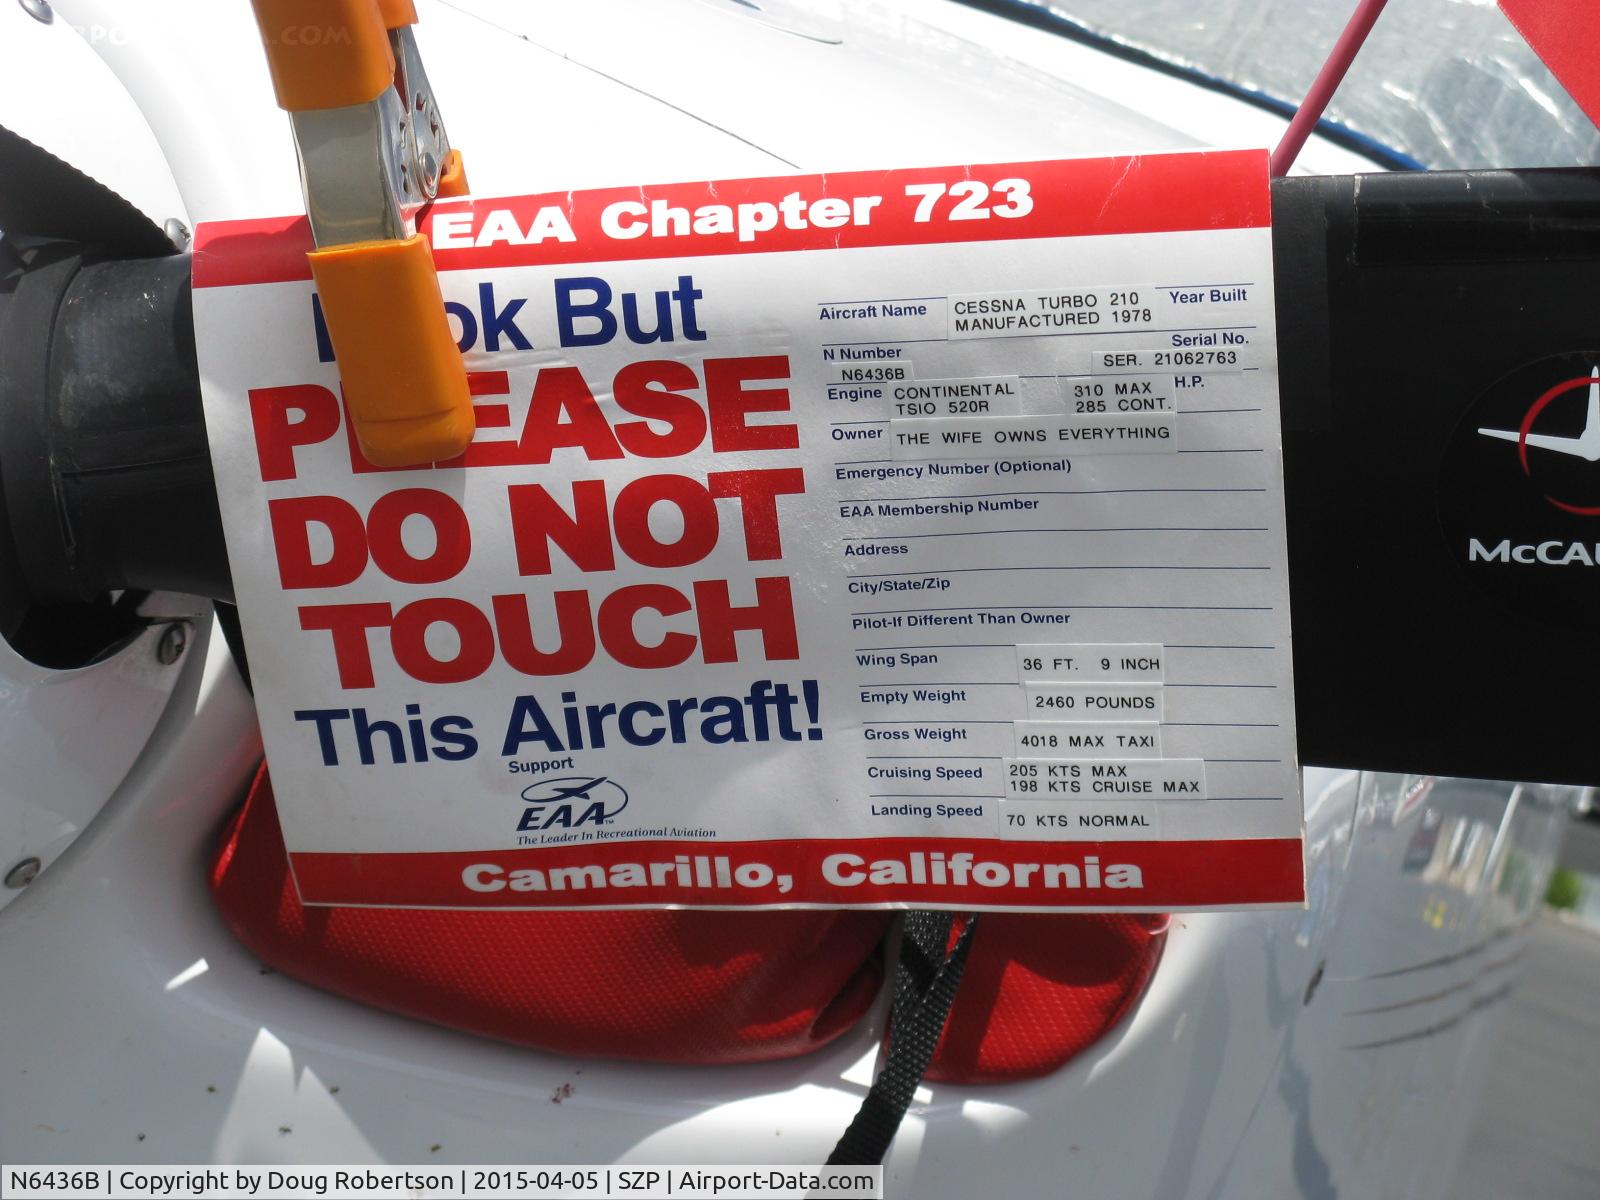 EAA Chapter 723
But
PLEASE
DO NOT
TOUCH
This Aircraft!
Support
EAA™
The Leader In Recreational Aviation
Aircraft Name CESSNA TURBO 210 Year Built
MANUFACTURED 1978
N Number Serial No.
N6436B SER. 21062763
Engine CONTINENTAL 310 MAX H.P.
TSIO 520R 285 CONT.
Owner THE WIFE OWNS EVERYTHING
Emergency Number (Optional)
EAA Membership Number
Address
City/State/Zip
Pilot-If Different Than Owner
Wing Span 36 FT. 9 INCH
Empty Weight 2460 POUNDS
Gross Weight 4018 MAX TAXI
Cruising Speed 205 KTS MAX
198 KTS CRUISE MAX
Landing Speed 70 KTS NORMAL
Camarillo, California
N6436B | Copyright by Doug Robertson | 2015-04-05 | SZP | Airport-Data.com